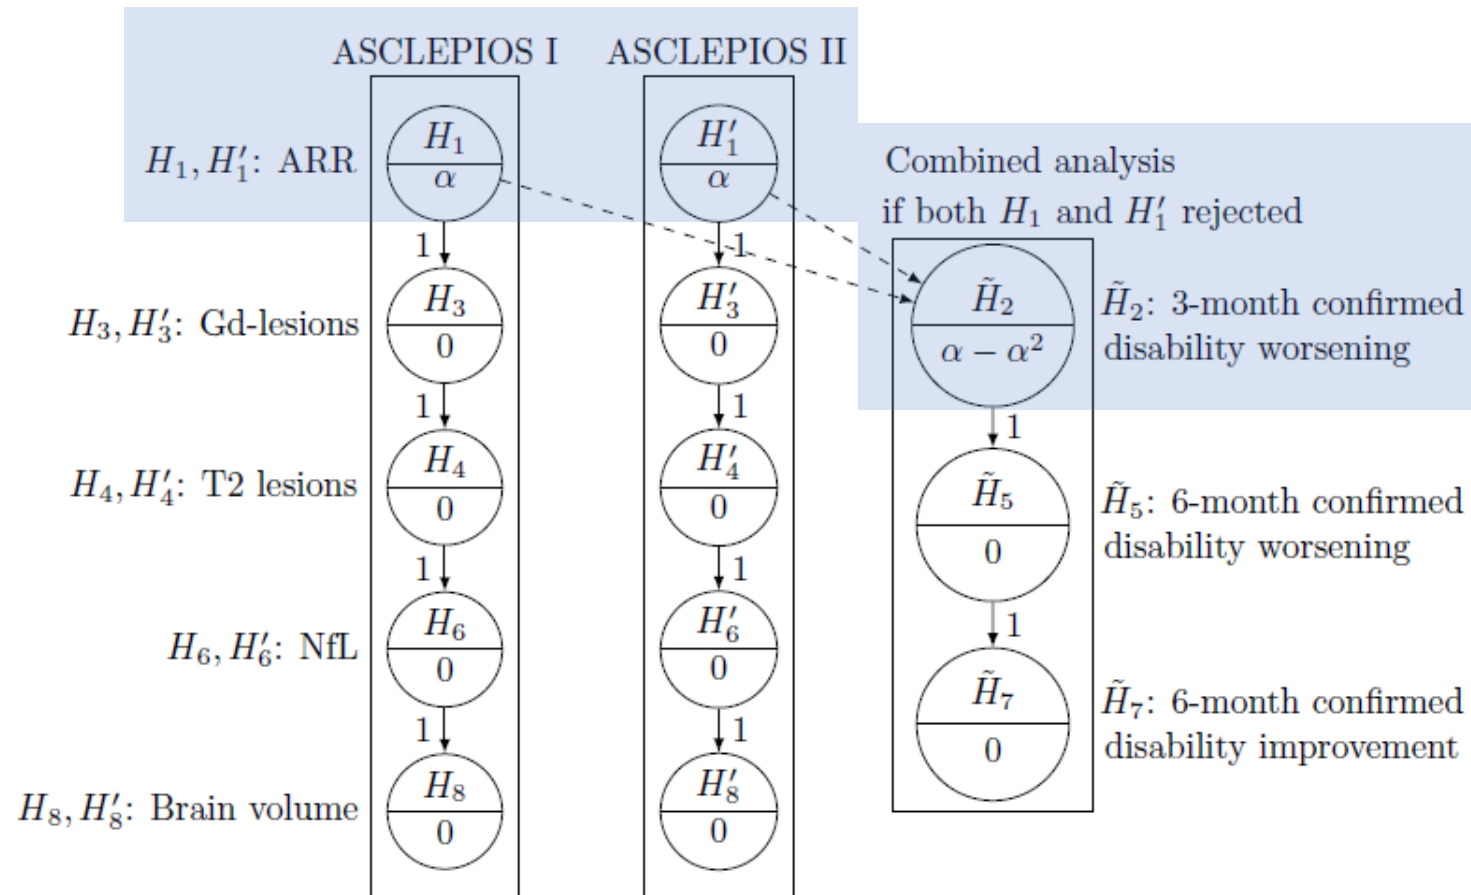 ASCLEPIOS I
ASCLEPIOS II
H₁, H′₁: ARR
H₁
α
H′₁
α
Combined analysis
if both H₁ and H′₁ rejected
1
1
H₃, H′₃: Gd-lesions
H₃
0
H′₃
0
H̃₂
α − α²
H̃₂: 3-month confirmed
disability worsening
1
1
1
H₄, H′₄: T2 lesions
H₄
0
H′₄
0
H̃₅
0
H̃₅: 6-month confirmed
disability worsening
1
1
1
H₆, H′₆: NfL
H₆
0
H′₆
0
H̃₇
0
H̃₇: 6-month confirmed
disability improvement
1
1
H₈, H′₈: Brain volume
H₈
0
H′₈
0